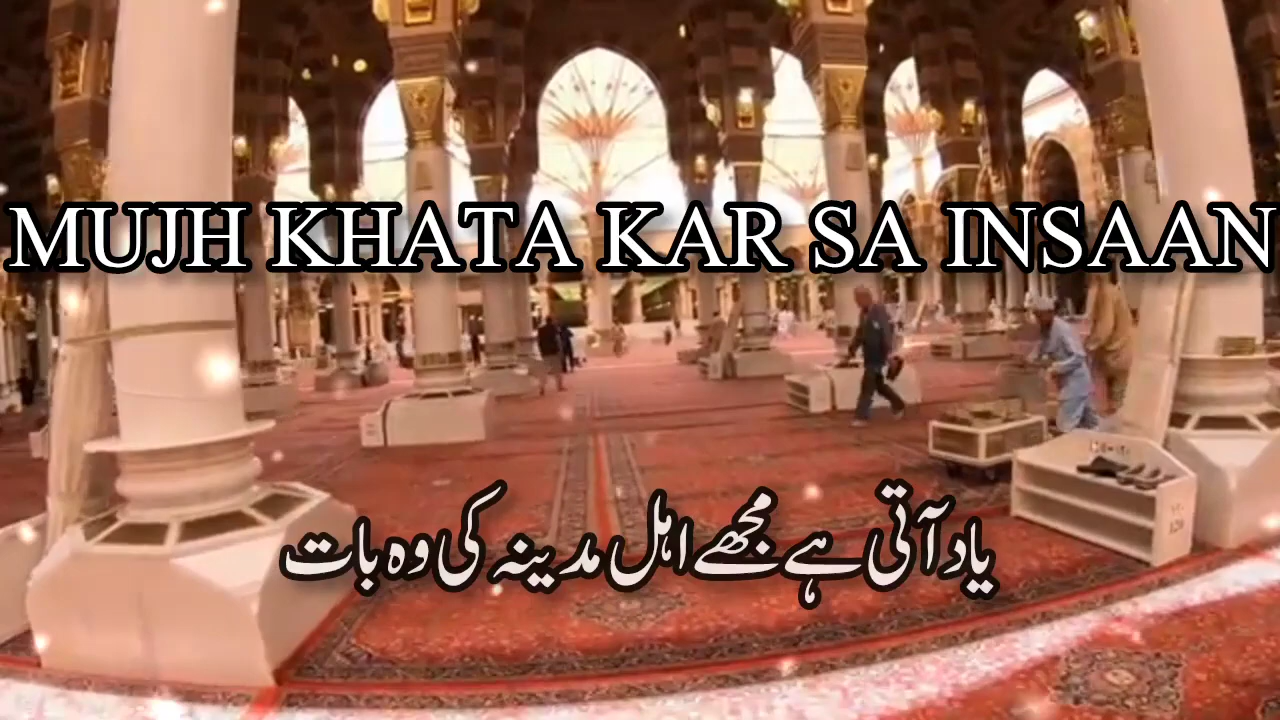 MUJH KHATA KAR SA INSAAN
یاد آتی ہے مجھے اہل مدینہ کی وہ بات